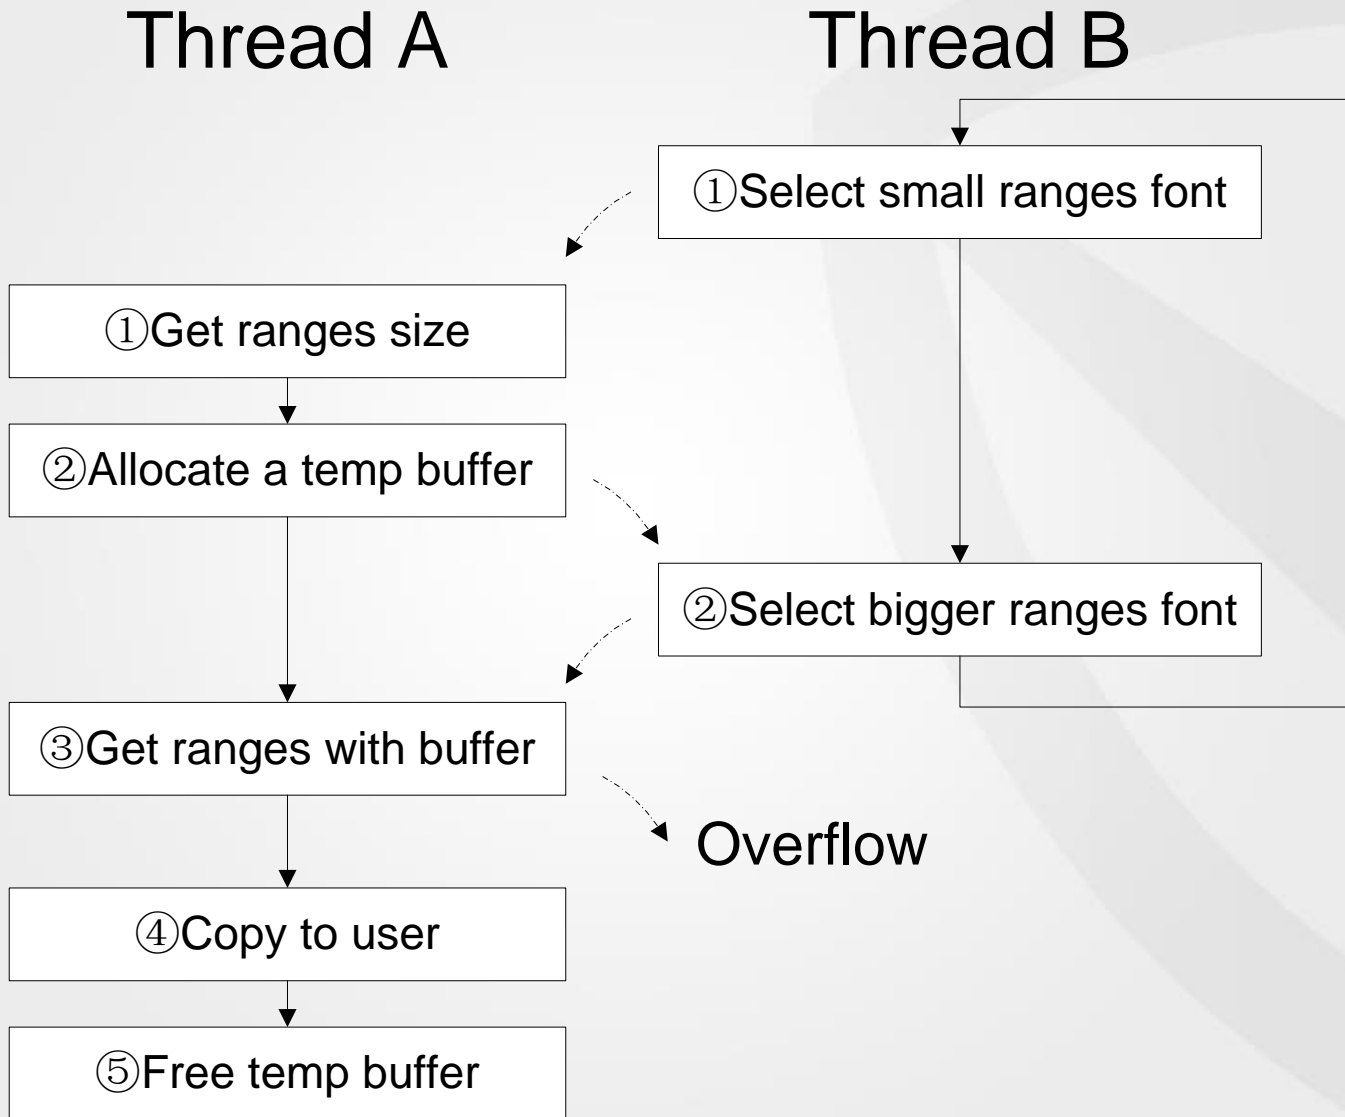 Thread A
Thread B
①Select small ranges font
①Get ranges size
②Allocate a temp buffer
②Select bigger ranges font
③Get ranges with buffer
Overflow
④Copy to user
⑤Free temp buffer